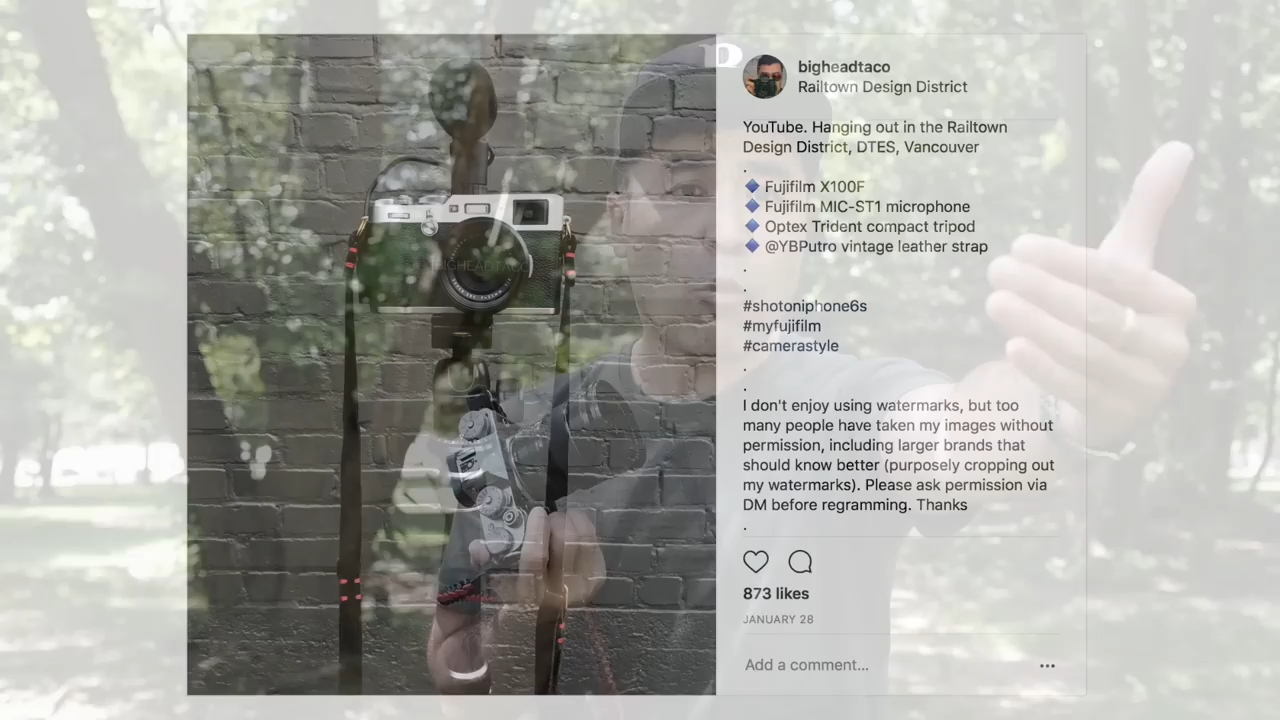 D
bigheadtaco
Railtown Design District
YouTube. Hanging out in the Railtown
Design District, DTES, Vancouver
.
🔹 Fujifilm X100F
🔹 Fujifilm MIC-ST1 microphone
🔹 Optex Trident compact tripod
🔹 @YBPutro vintage leather strap
.
.
#shotoniphone6s
#myfujifilm
#camerastyle
.
.
I don't enjoy using watermarks, but too
many people have taken my images without
permission, including larger brands that
should know better (purposely cropping out
my watermarks). Please ask permission via
DM before regramming. Thanks
.
873 likes
JANUARY 28
Add a comment...
BIGHEADTACO